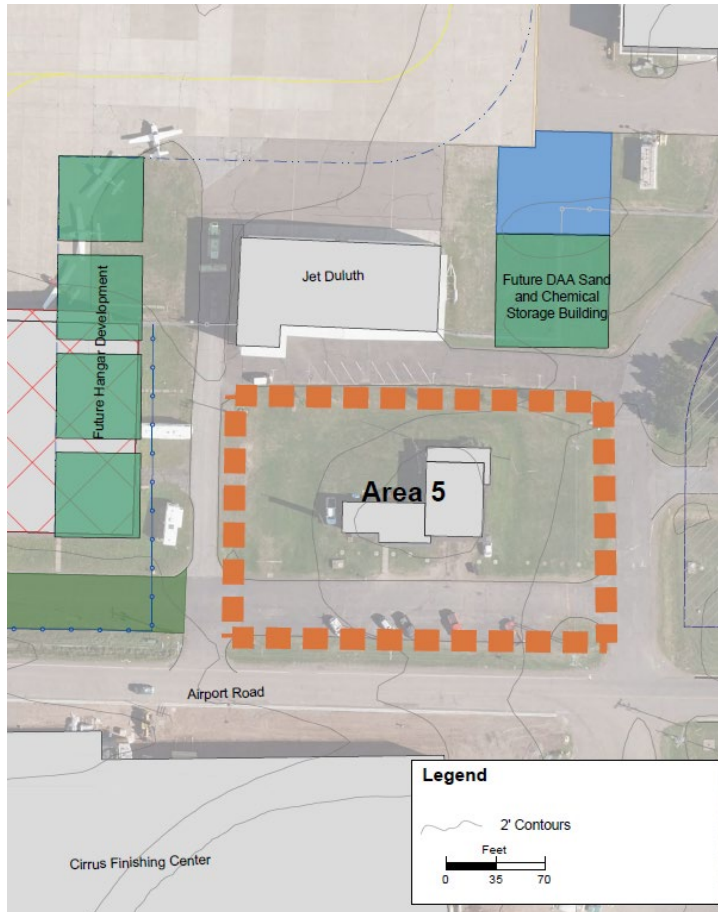 Jet Duluth
Future DAA Sand
and Chemical
Storage Building
Future Hangar Development
Area 5
Airport Road
Cirrus Finishing Center
Legend
2' Contours
Feet
0 35 70